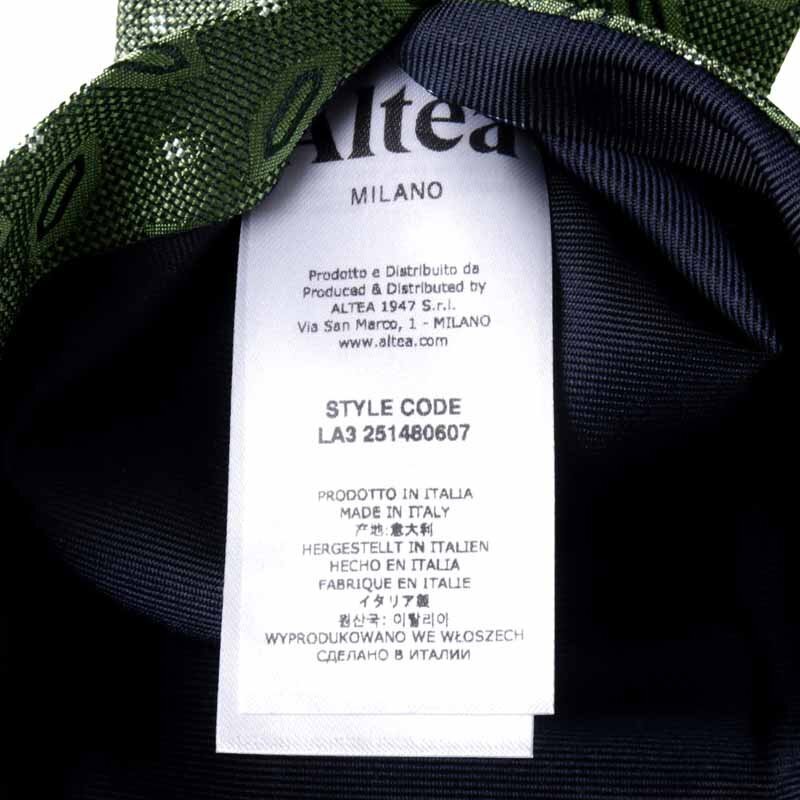 Altea
MILANO
Prodotto e Distribuito da
Produced & Distributed by
ALTEA 1947 S.r.l.
Via San Marco, 1 - MILANO
www.altea.com
STYLE CODE
LA3 251480607
PRODOTTO IN ITALIA
MADE IN ITALY
产地:意大利
HERGESTELLT IN ITALIEN
HECHO EN ITALIA
FABRIQUE EN ITALIE
イタリア製
원산국: 이탈리아
WYPRODUKOWANO WE WŁOSZECH
СДЕЛАНО В ИТАЛИИ